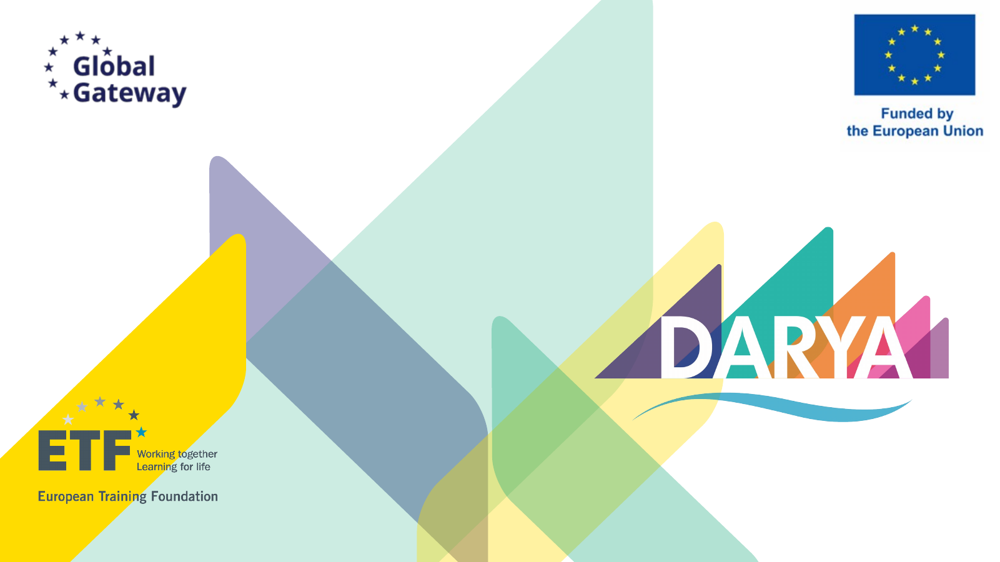 Global
Gateway
Funded by
the European Union
DARYA
ETF
Working together
Learning for life
European Training Foundation